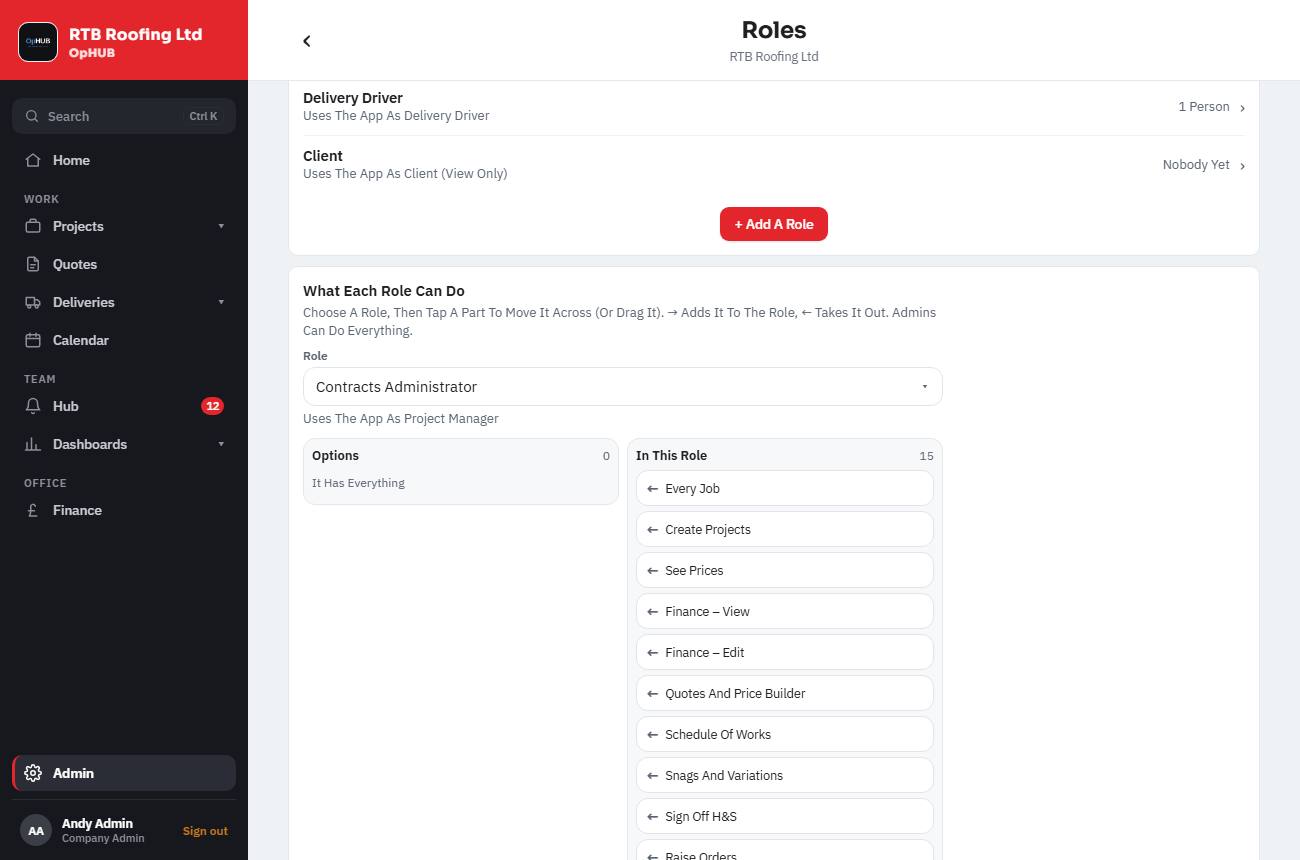 OpHUB
RTB Roofing Ltd
OpHUB
Search
Ctrl K
Home
WORK
Projects
Quotes
Deliveries
Calendar
TEAM
Hub
12
Dashboards
OFFICE
Finance
Admin
AA
Andy Admin
Company Admin
Sign out
Roles
RTB Roofing Ltd
Delivery Driver
Uses The App As Delivery Driver
1 Person
Client
Uses The App As Client (View Only)
Nobody Yet
+ Add A Role
What Each Role Can Do
Choose A Role, Then Tap A Part To Move It Across (Or Drag It). → Adds It To The Role, ← Takes It Out. Admins
Can Do Everything.
Role
Contracts Administrator
Uses The App As Project Manager
Options
0
It Has Everything
In This Role
15
← Every Job
← Create Projects
← See Prices
← Finance – View
← Finance – Edit
← Quotes And Price Builder
← Schedule Of Works
← Snags And Variations
← Sign Off H&S
← Raise Orders